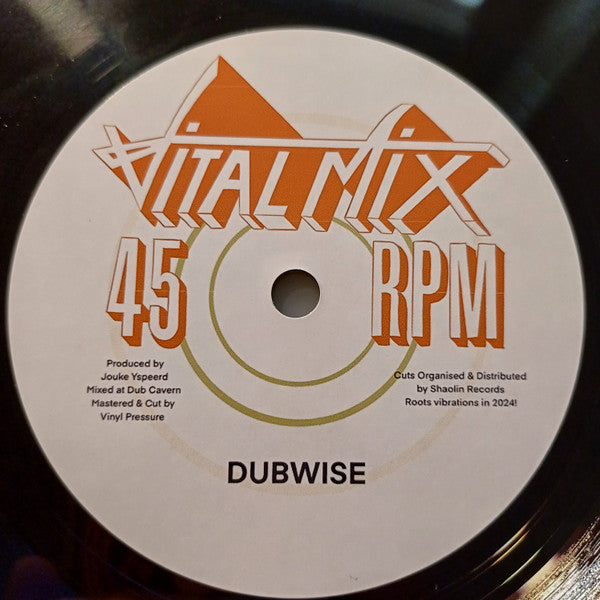 VITAL MIX
45 RPM
Produced by
Jouke Yspeerd
Mixed at Dub Cavern
Mastered & Cut by
Vinyl Pressure
Cuts Organised & Distributed
by Shaolin Records
Roots vibrations in 2024!
DUBWISE